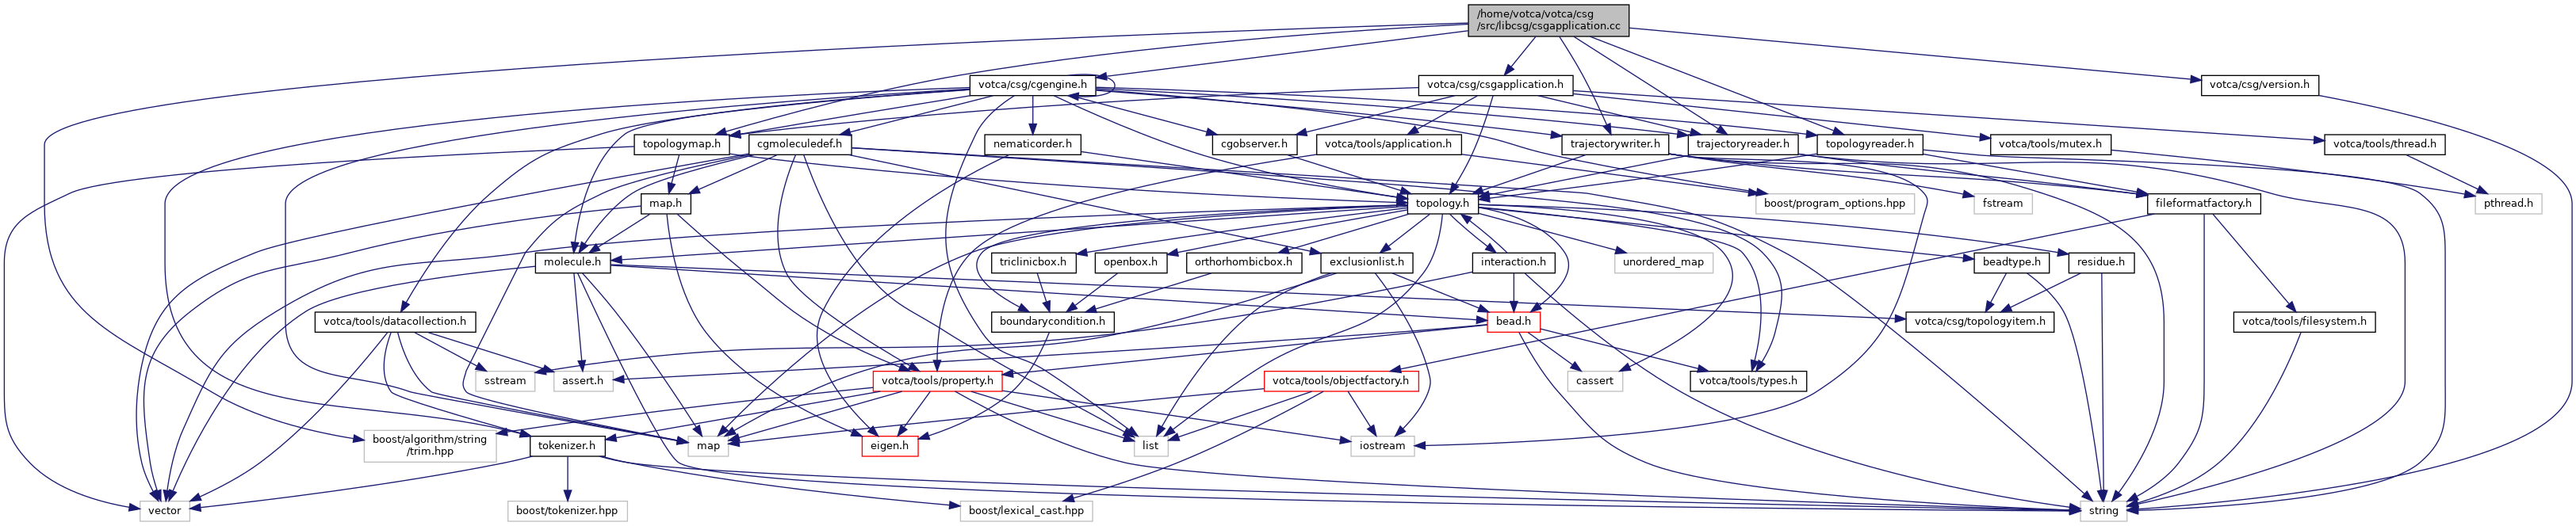 /home/votca/votca/csg
/src/libcsg/csgapplication.cc
votca/csg/cgengine.h
votca/csg/csgapplication.h
votca/csg/version.h
topologymap.h
cgmoleculedef.h
nematicorder.h
cgobserver.h
votca/tools/application.h
trajectorywriter.h
trajectoryreader.h
topologyreader.h
votca/tools/mutex.h
votca/tools/thread.h
map.h
topology.h
boost/program_options.hpp
fstream
fileformatfactory.h
pthread.h
molecule.h
triclinicbox.h
openbox.h
orthorhombicbox.h
exclusionlist.h
interaction.h
unordered_map
beadtype.h
residue.h
votca/tools/datacollection.h
boundarycondition.h
bead.h
votca/csg/topologyitem.h
votca/tools/filesystem.h
sstream
assert.h
votca/tools/property.h
votca/tools/objectfactory.h
cassert
votca/tools/types.h
boost/algorithm/string
/trim.hpp
tokenizer.h
map
eigen.h
list
iostream
vector
boost/tokenizer.hpp
boost/lexical_cast.hpp
string